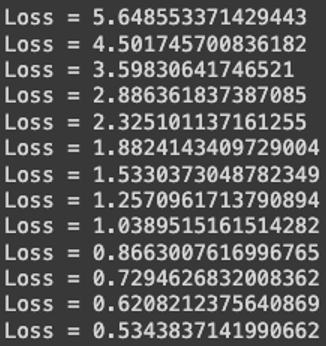 Loss = 5.648553371429443
Loss = 4.501745700836182
Loss = 3.59830641746521
Loss = 2.886361837387085
Loss = 2.325101137161255
Loss = 1.8824143409729004
Loss = 1.5330373048782349
Loss = 1.2570961713790894
Loss = 1.0389515161514282
Loss = 0.8663007616996765
Loss = 0.7294626832008362
Loss = 0.6208212375640869
Loss = 0.5343837141990662